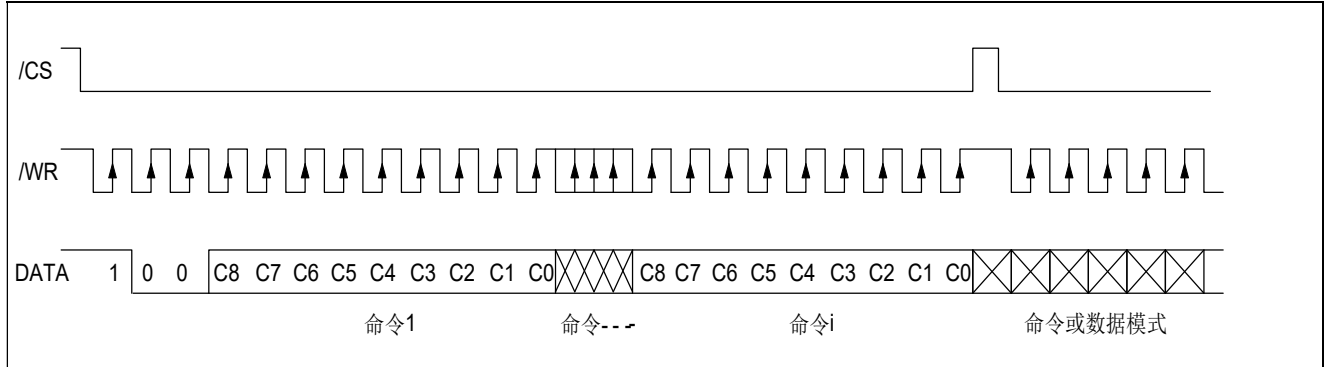 /CS
/WR
DATA 1 0 0 C8 C7 C6 C5 C4 C3 C2 C1 C0 C8 C7 C6 C5 C4 C3 C2 C1 C0
命令1 命令---- 命令i 命令或数据模式